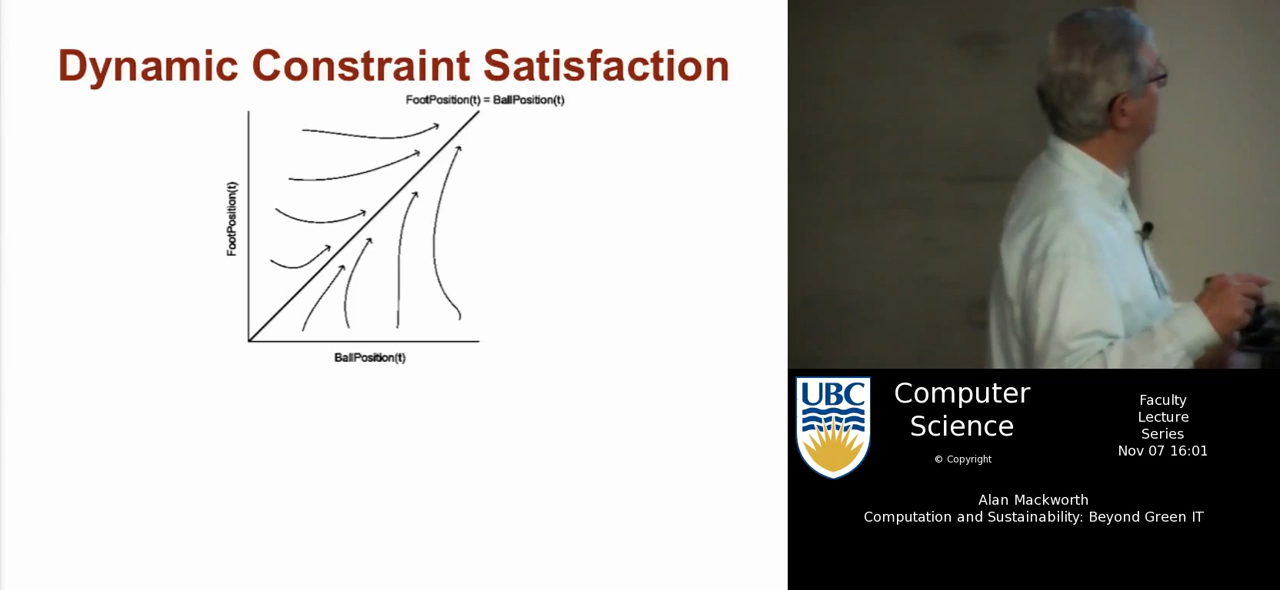 Dynamic Constraint Satisfaction
FootPosition(t) = BallPosition(t)
FootPosition(t)
BallPosition(t)
UBC
Computer
Science
© Copyright
Faculty
Lecture
Series
Nov 07 16:01
Alan Mackworth
Computation and Sustainability: Beyond Green IT